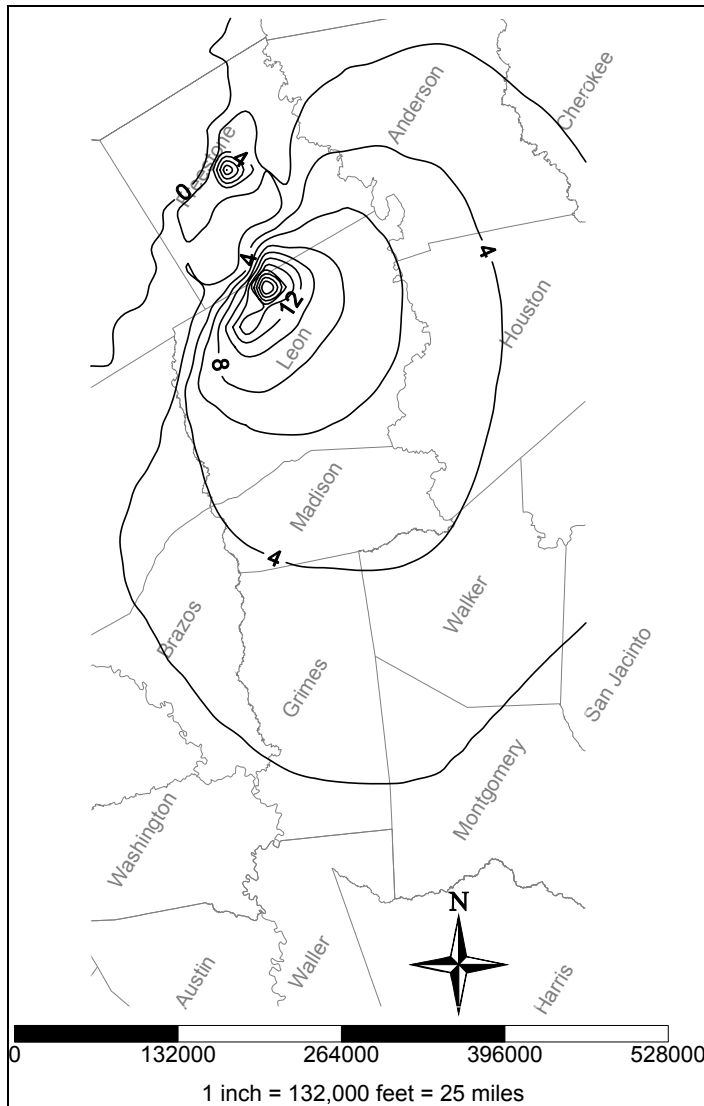 Cherokee
Anderson
4
Freestone
0
4
4
Houston
12
Leon
8
Madison
4
Walker
Brazos
San Jacinto
Grimes
Montgomery
Washington
N
Waller
Austin
Harris
0 132000 264000 396000 528000
1 inch = 132,000 feet = 25 miles